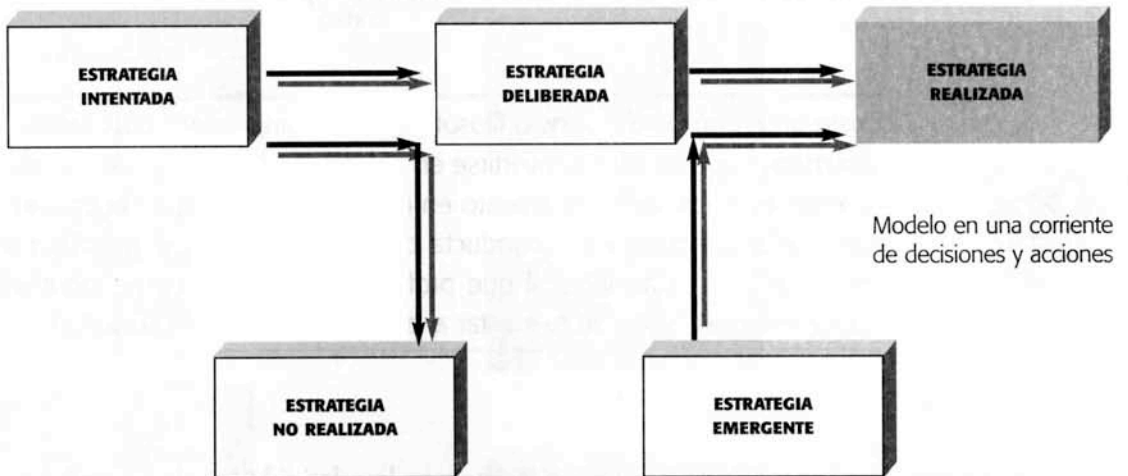 ESTRATEGIA
INTENTADA
ESTRATEGIA
DELIBERADA
ESTRATEGIA
REALIZADA
Modelo en una corriente
de decisiones y acciones
ESTRATEGIA
NO REALIZADA
ESTRATEGIA
EMERGENTE